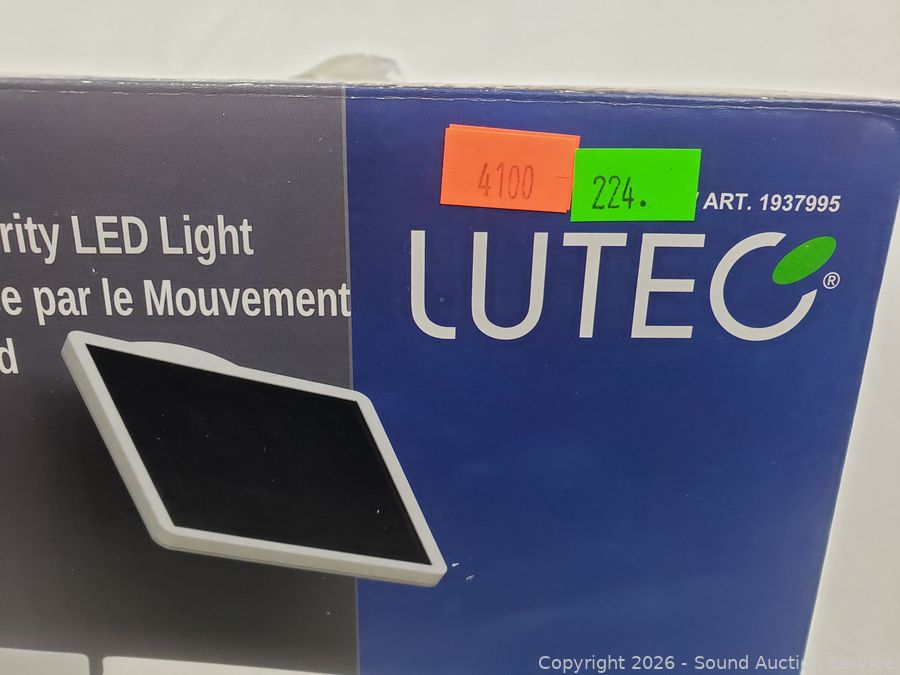 4100
224.
/ ART. 1937995
LUTEC®
rity LED Light
e par le Mouvement
d
Copyright 2026 - Sound Auction Service